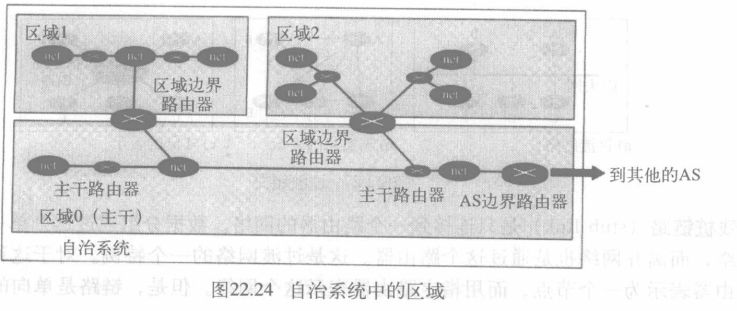 区域1
区域2
net
net
net
net
net
net
net
区域边界
路由器
区域边界
路由器
net
net
net
主干路由器
主干路由器
AS边界路由器
到其他的AS
区域0（主干）
自治系统
图22.24 自治系统中的区域